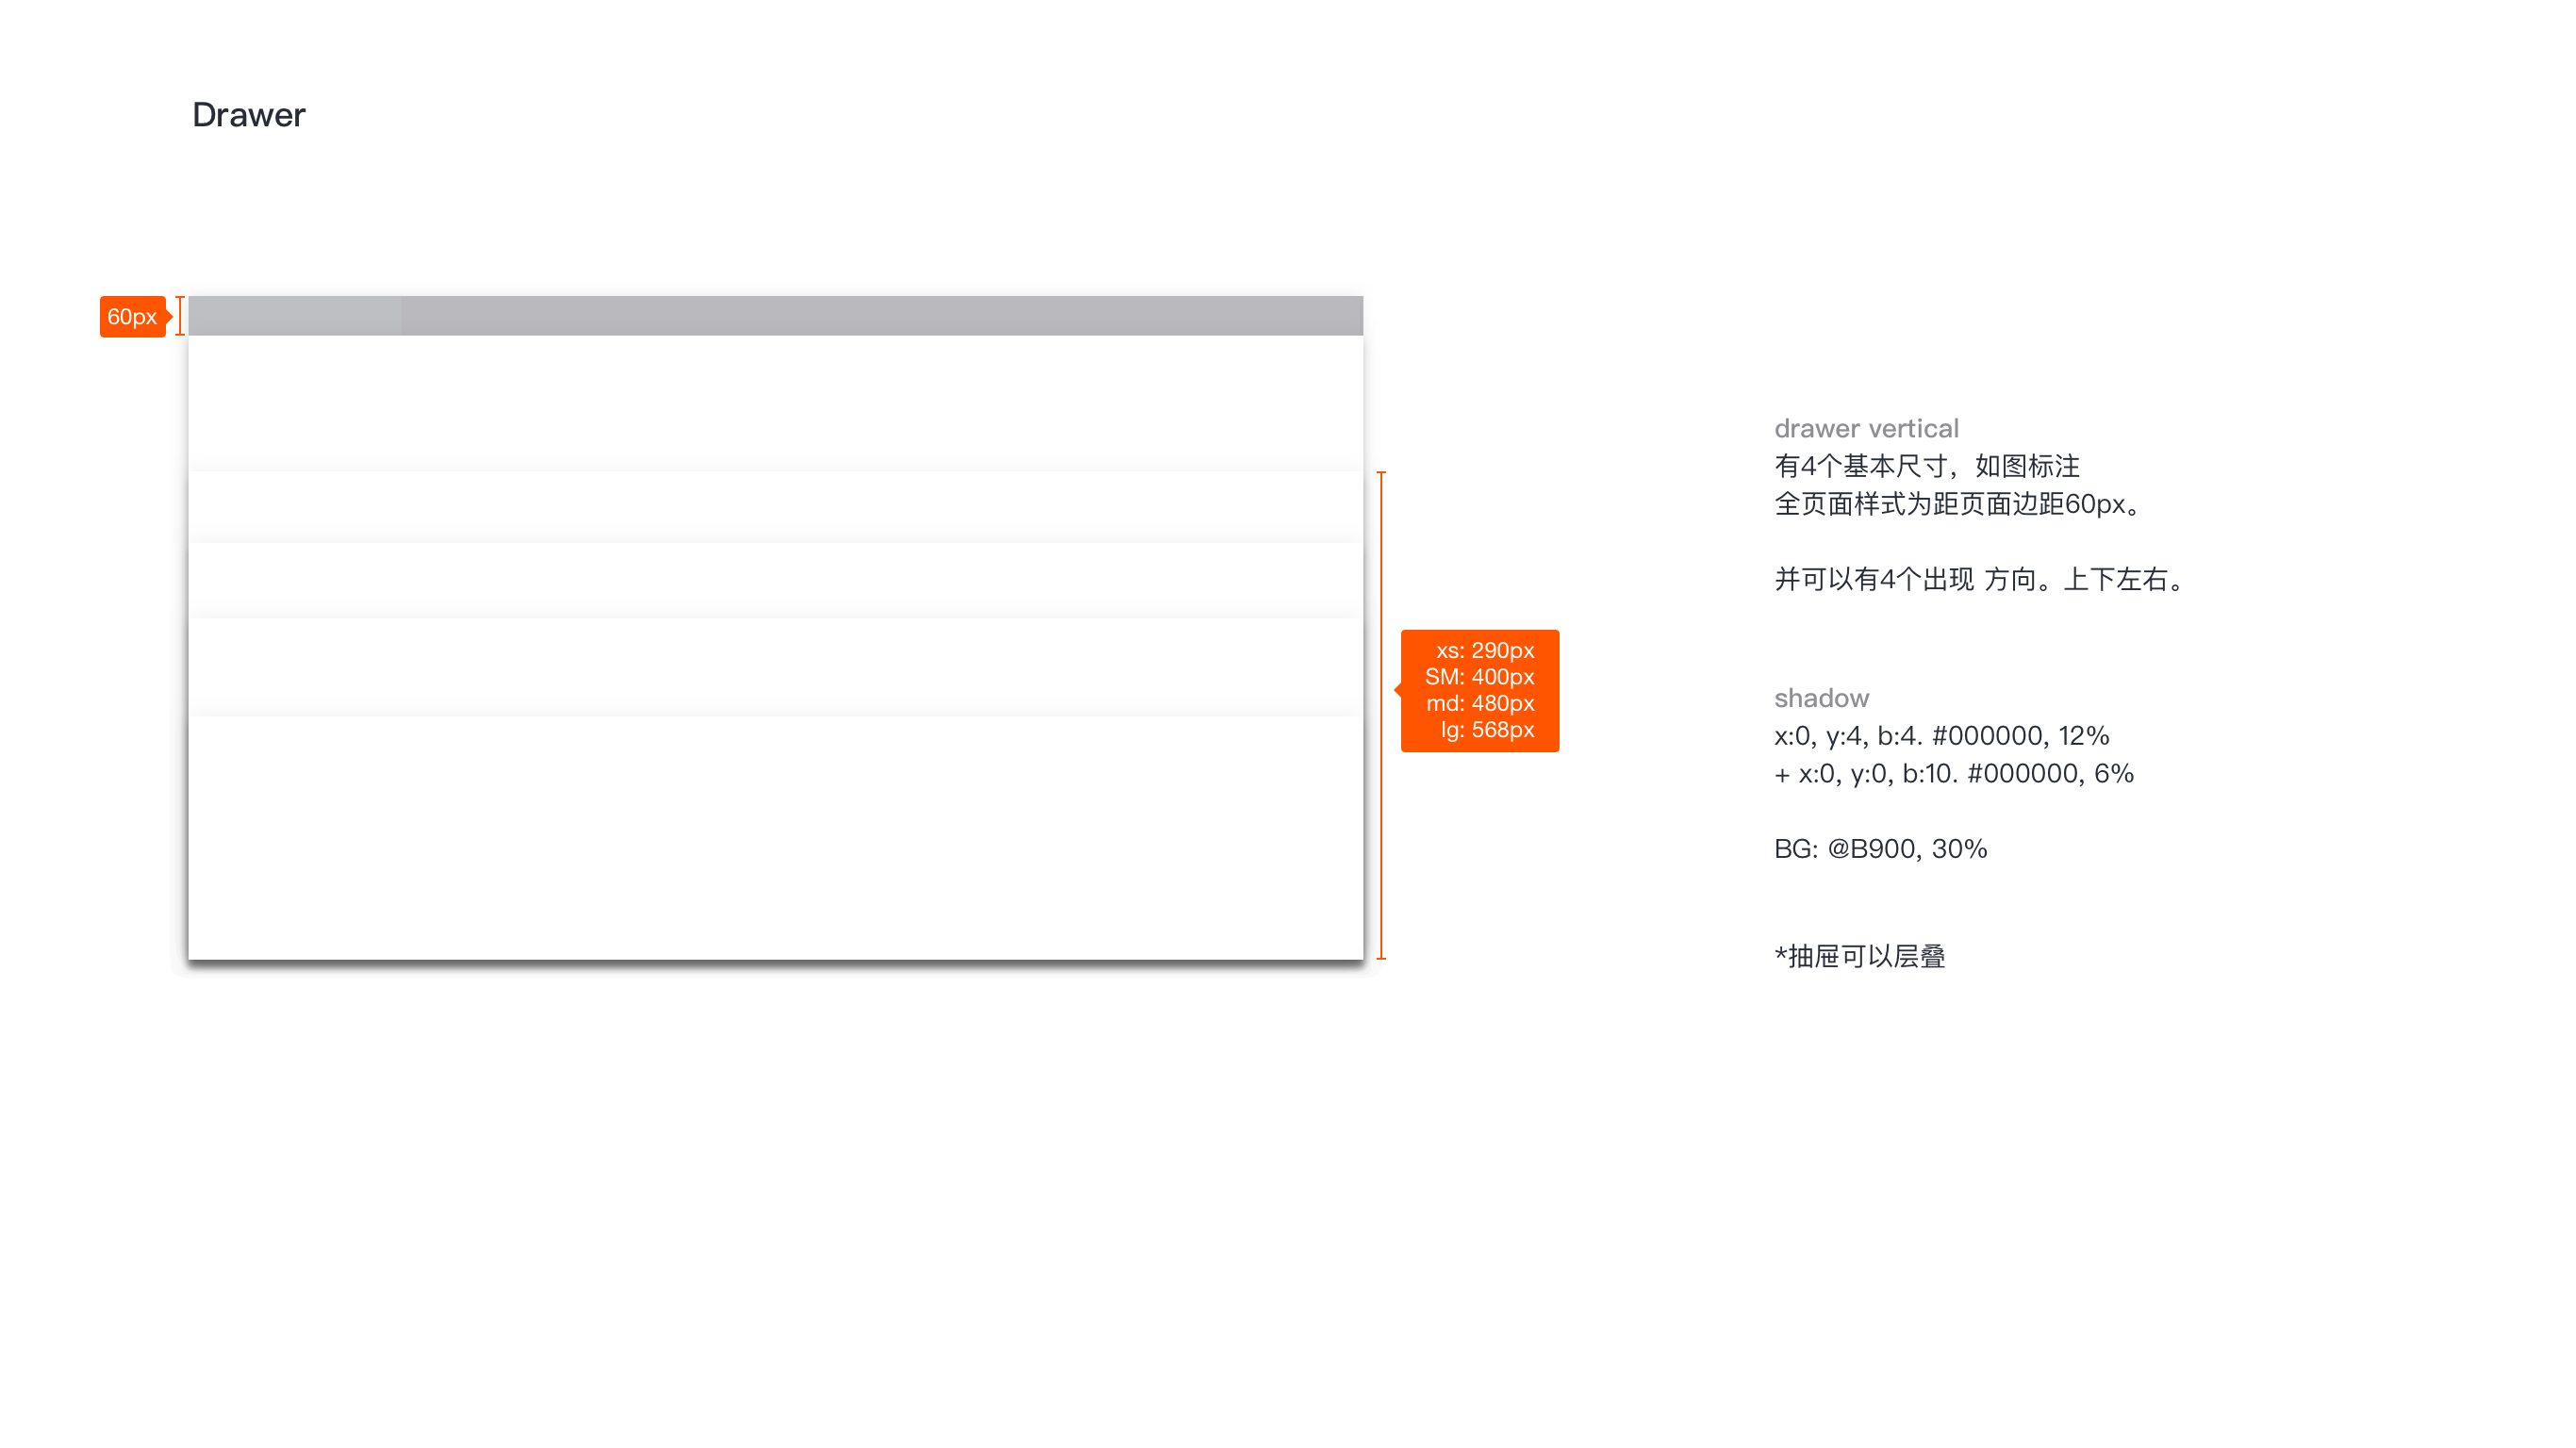 Drawer
60px
xs: 290px
SM: 400px
md: 480px
lg: 568px
drawer vertical
有4个基本尺寸，如图标注
全页面样式为距页面边距60px。
并可以有4个出现 方向。上下左右。
shadow
x:0, y:4, b:4. #000000, 12%
+ x:0, y:0, b:10. #000000, 6%
BG: @B900, 30%
*抽屉可以层叠